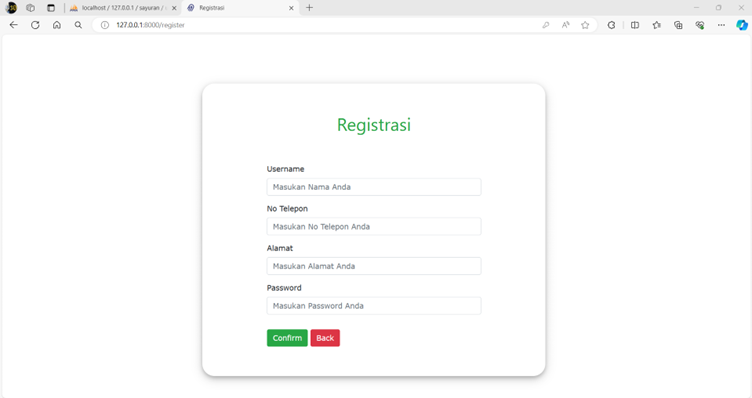 localhost / 127.0.0.1 / sayuran /
Registrasi
127.0.0.1:8000/register
Registrasi
Username
Masukan Nama Anda
No Telepon
Masukan No Telepon Anda
Alamat
Masukan Alamat Anda
Password
Masukan Password Anda
Confirm Back